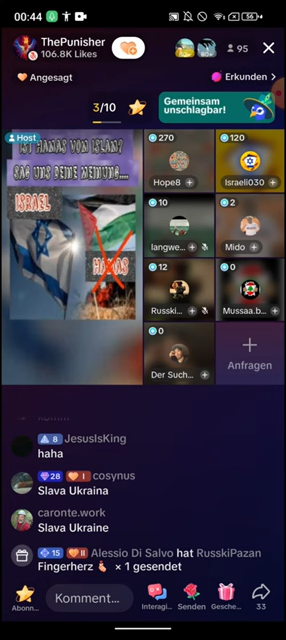 00:44
56
ThePunisher
106.8K Likes
95
Angesagt
Erkunden >
3/10
Gemeinsam
unschlagbar!
Host
IST HAMAS VON ISLAN?
SAG UNS DEINE MEINUNG...
ISRAEL
HAMAS
270
Hope8
120
Israeli030
10
langwe...
2
Mido
12
Russki...
0
Mussaa.b...
0
Der Such...
Anfragen
8 JesusIsKing
haha
28 I cosynus
Slava Ukraina
caronte.work
Slava Ukraine
15 II Alessio Di Salvo hat RusskiPazan
Fingerherz × 1 gesendet
Abonn...
Komment...
Interagi...
Senden
Gesche...
33